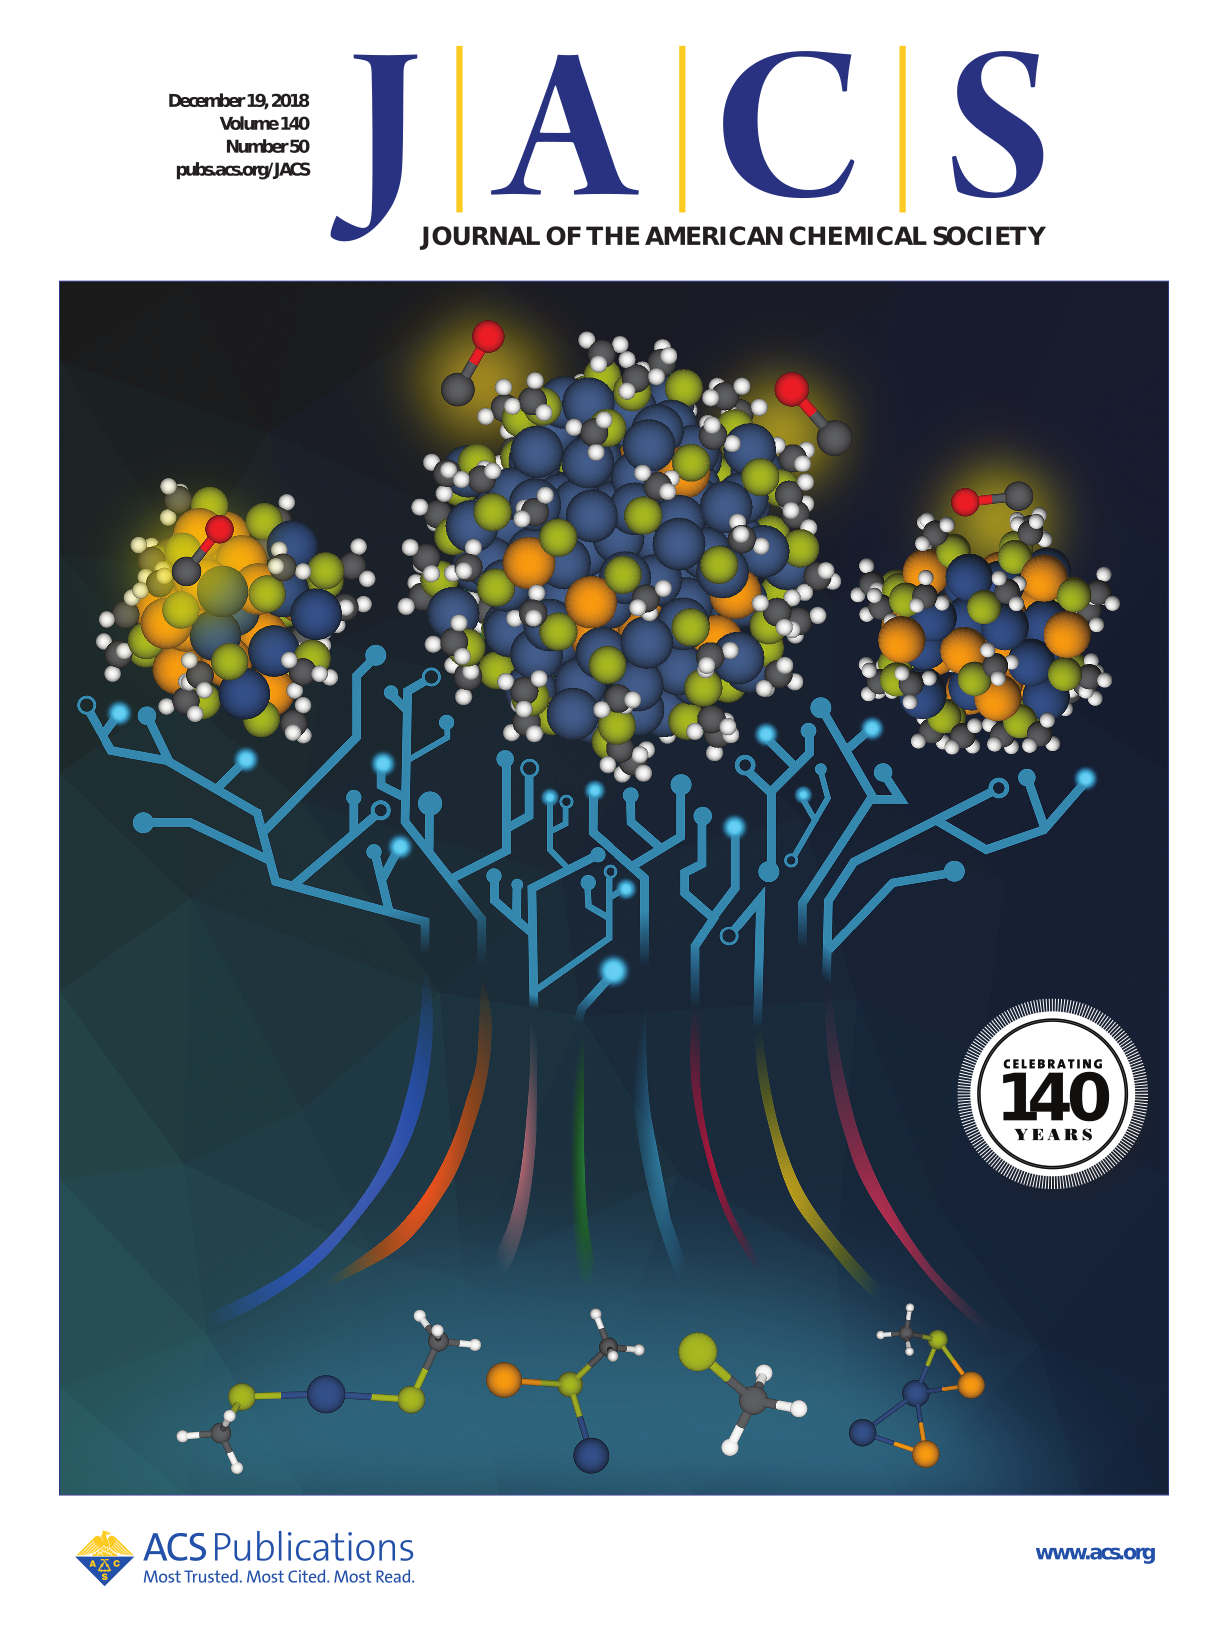 December 19, 2018
Volume 140
Number 50
pubs.acs.org/JACS
J|A|C|S
JOURNAL OF THE AMERICAN CHEMICAL SOCIETY
CELEBRATING
140
YEARS
A C S
ACS Publications
Most Trusted. Most Cited. Most Read.
www.acs.org